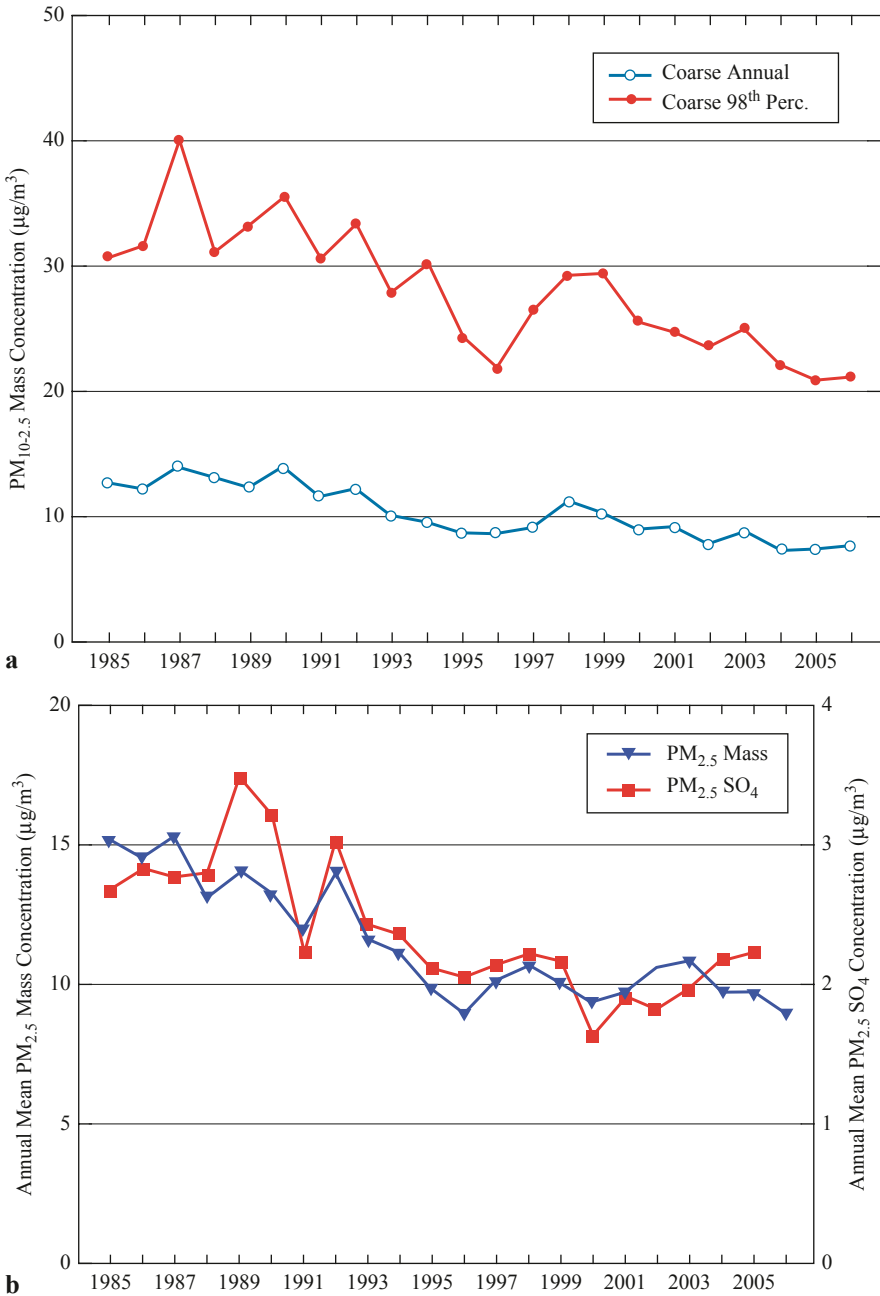 50
40
30
20
10
0
PM10-2.5 Mass Concentration (µg/m3)
Coarse Annual
Coarse 98th Perc.
1985 1987 1989 1991 1993 1995 1997 1999 2001 2003 2005
a
20
15
10
5
0
Annual Mean PM2.5 Mass Concentration (µg/m3)
PM2.5 Mass
PM2.5 SO4
4
3
2
1
0
Annual Mean PM2.5 SO4 Concentration (µg/m3)
1985 1987 1989 1991 1993 1995 1997 1999 2001 2003 2005
b